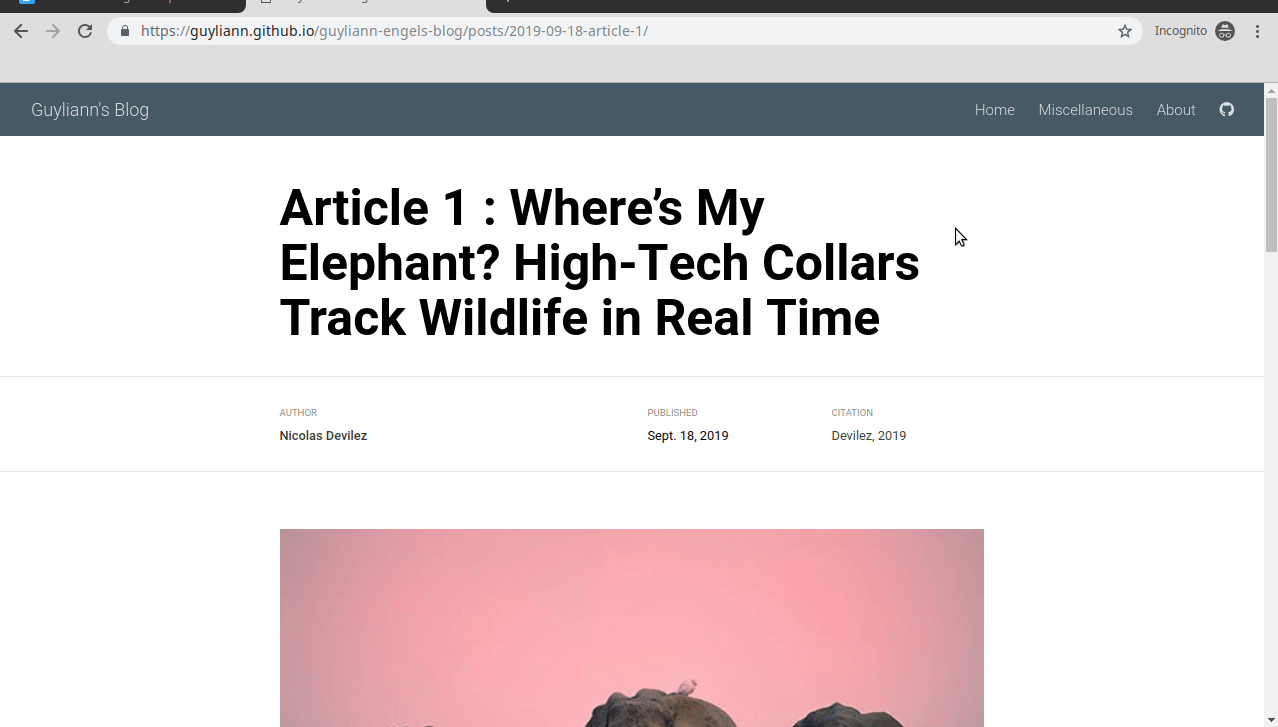 https://guyliann.github.io/guyliann-engels-blog/posts/2019-09-18-article-1/
Incognito
Guyliann's Blog
Home
Miscellaneous
About
Article 1 : Where’s My
Elephant? High-Tech Collars
Track Wildlife in Real Time
AUTHOR
PUBLISHED
CITATION
Nicolas Devilez
Sept. 18, 2019
Devilez, 2019